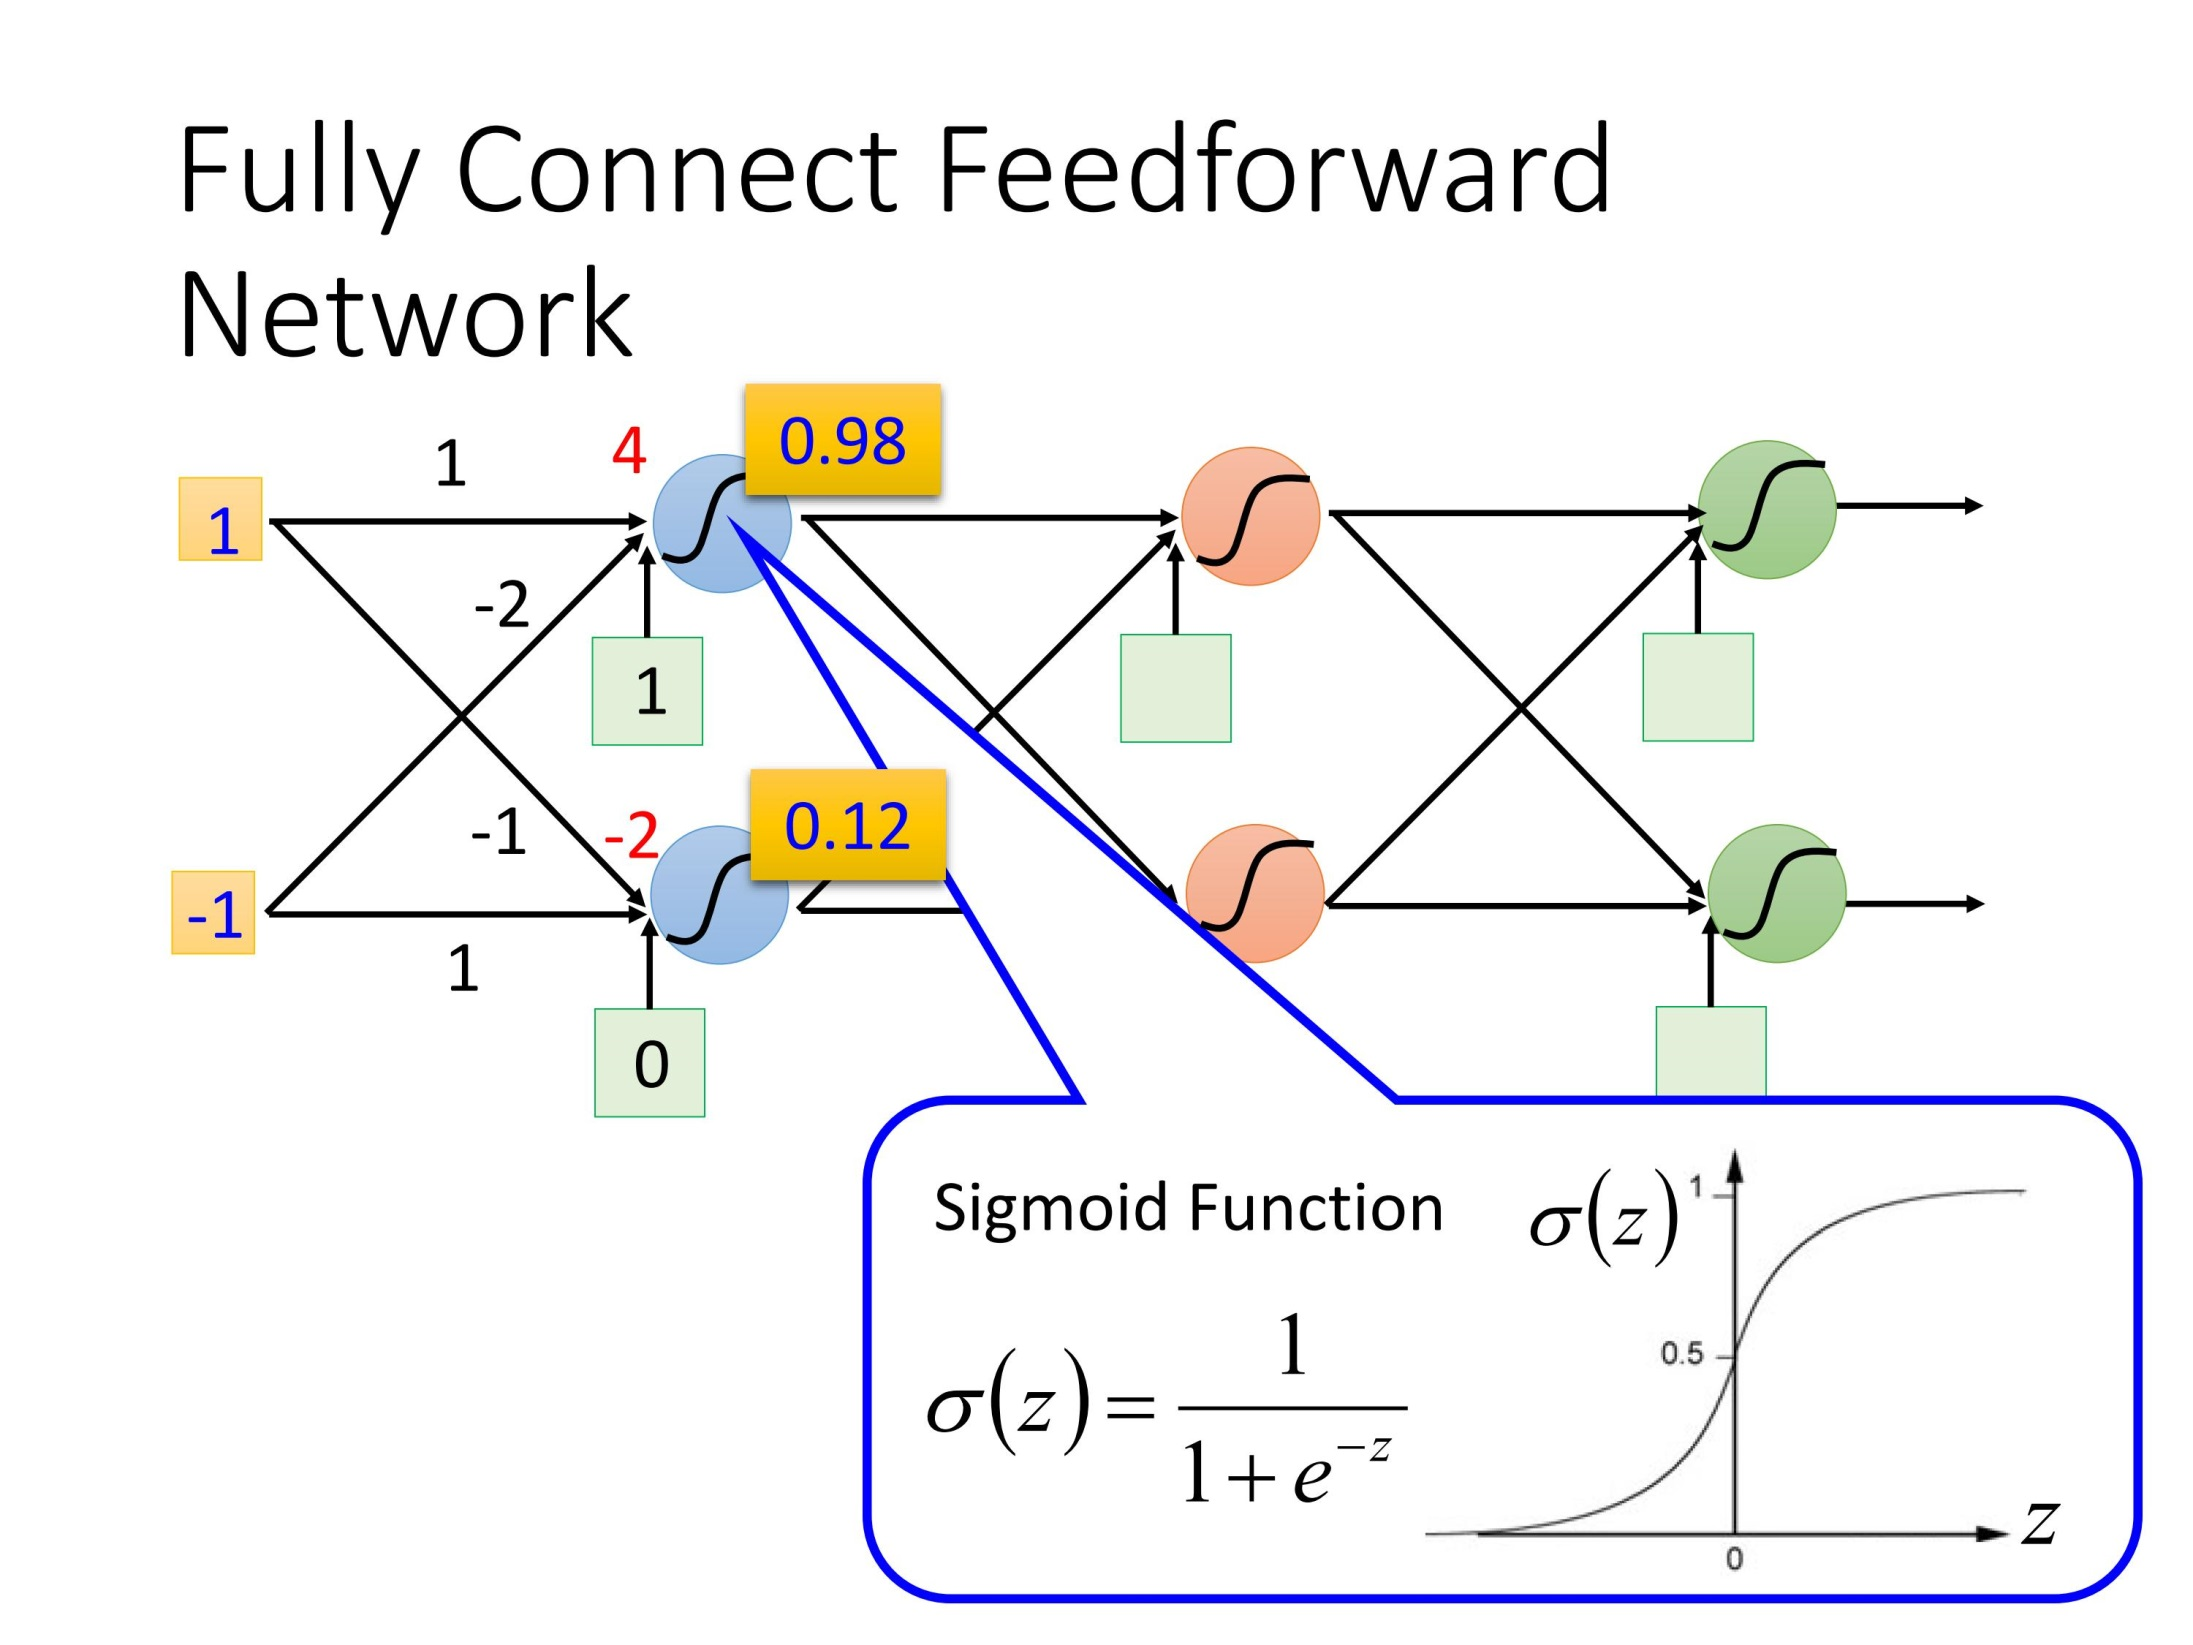 Fully Connect Feedforward
Network
0.98
1
4
1
-2
1
0.12
-1
-2
-1
1
0
Sigmoid Function
σ(z)
1
0.5
σ(z) = 1 / (1 + e^{-z})
z
0